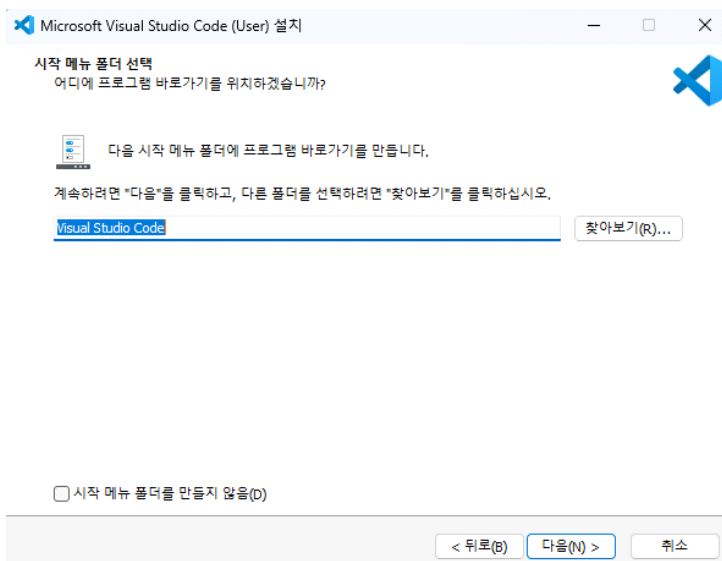 Microsoft Visual Studio Code (User) 설치
시작 메뉴 폴더 선택
어디에 프로그램 바로가기를 위치하겠습니까?
다음 시작 메뉴 폴더에 프로그램 바로가기를 만듭니다.
계속하려면 "다음"을 클릭하고, 다른 폴더를 선택하려면 "찾아보기"를 클릭하십시오.
Visual Studio Code
찾아보기(R)...
시작 메뉴 폴더를 만들지 않음(D)
< 뒤로(B) 다음(N) > 취소